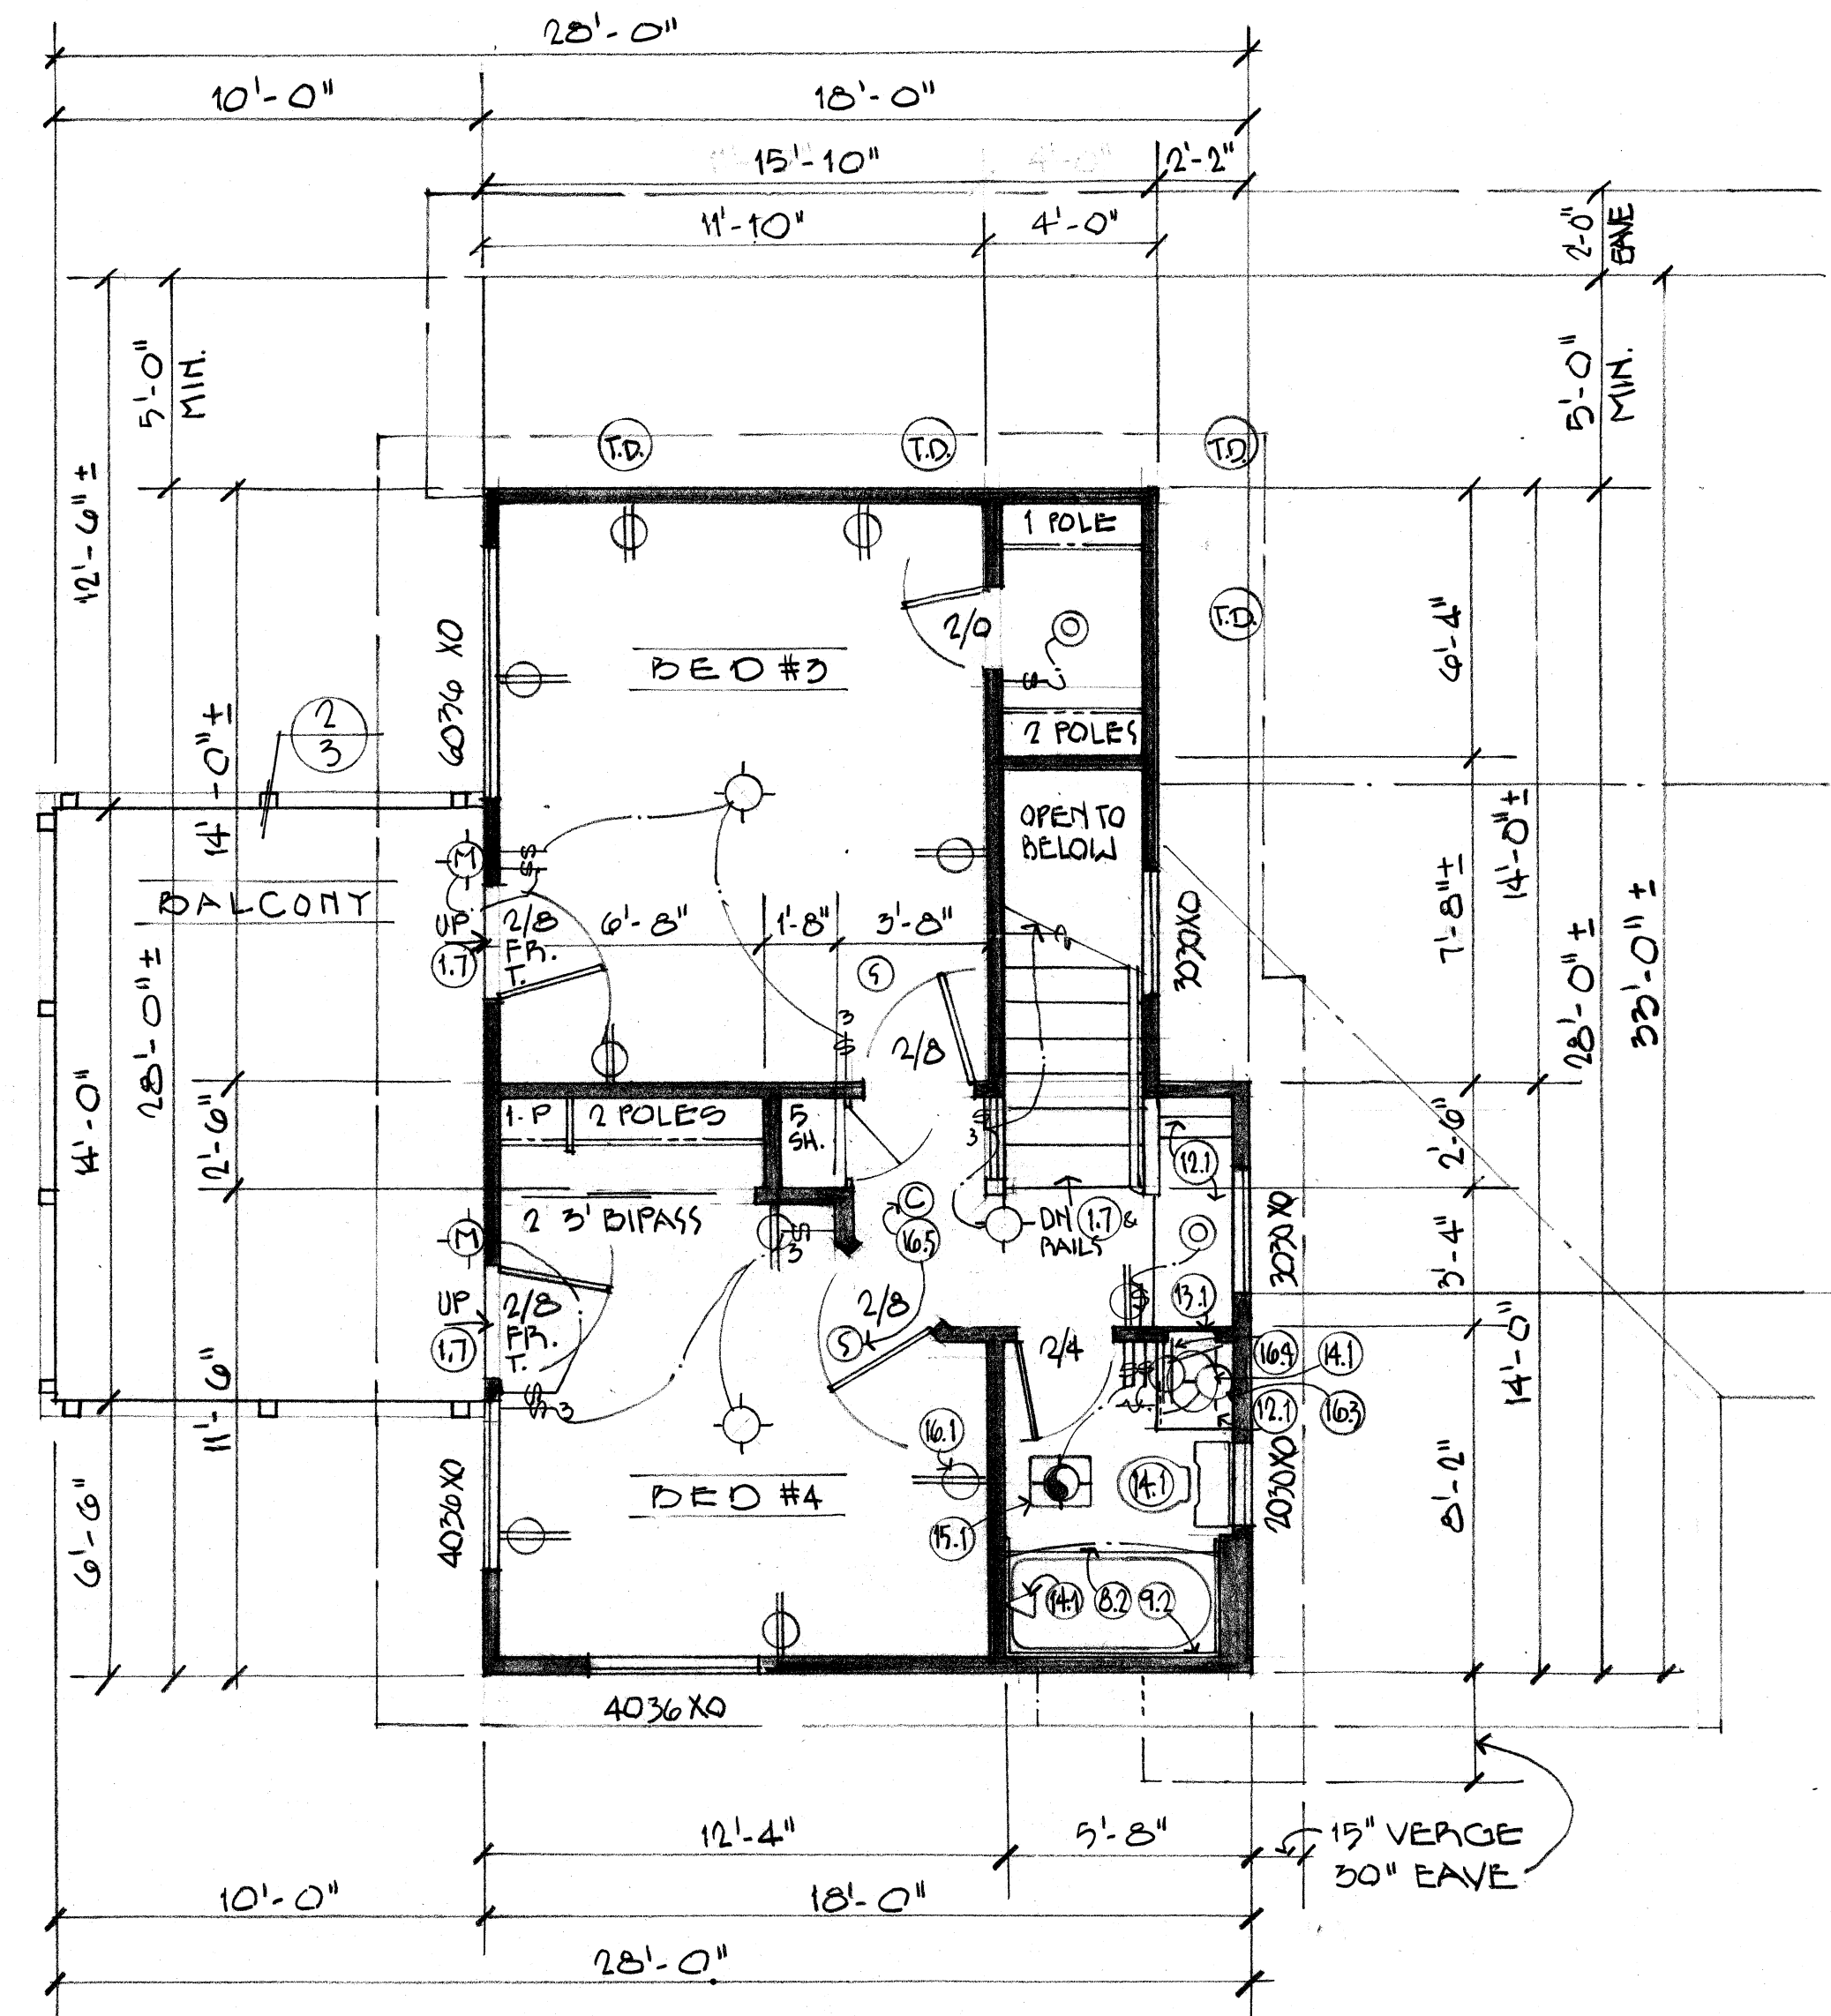 28'-0"
10'-0"
18'-0"
15'-10"
2'-2"
11'-10"
4'-0"
2'-0"
EAVE
5'-0"
MIN.
5'-0"
MIN.
T.D.
T.D.
T.D.
12'-6" ±
1 POLE
T.D.
2/0
6'-4"
6036 XO
BED #3
14'-0" ±
2
3
2 POLES
OPEN TO
BELOW
14'-0" ±
M
$
$
BALCONY
UP
1.7
2/8
FR.
T.
6'-8"
1'-8"
3'-8"
3030XO
7'-8" ±
28'-0" ±
33'-0" ±
S
3
$
2/8
14'-0"
28'-0" ±
2'-6"
1-P
2 POLES
5
SH.
$
3
12.1
2'-6"
2 3' BIPASS
M
$
3
C
16.5
DN
1.7
&
RAILS
3030XO
3'-4"
UP
1.7
2/8
FR.
T.
2/8
S
13.1
2/4
16.4
14.1
12.1
16.3
14'-0"
11'-6"
$
3
6'-6"
4036XO
BED #4
16.1
15.1
14.1
2030XO
8'-2"
14.1
8.2
9.2
4036 XO
12'-4"
5'-8"
15" VERGE
30" EAVE
10'-0"
18'-0"
28'-0"